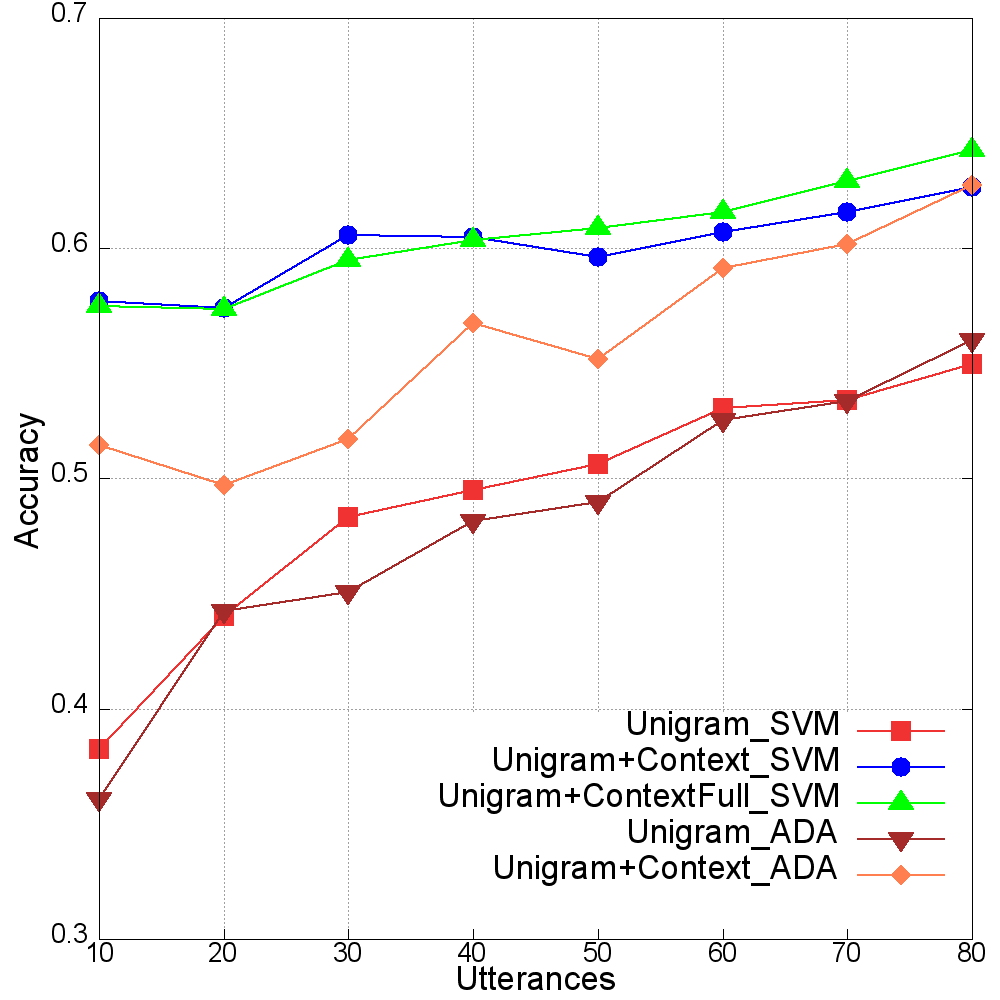 0.7
0.6
0.5
0.4
0.3
Accuracy
Unigram_SVM
Unigram+Context_SVM
Unigram+ContextFull_SVM
Unigram_ADA
Unigram+Context_ADA
10 20 30 40 50 60 70 80
Utterances